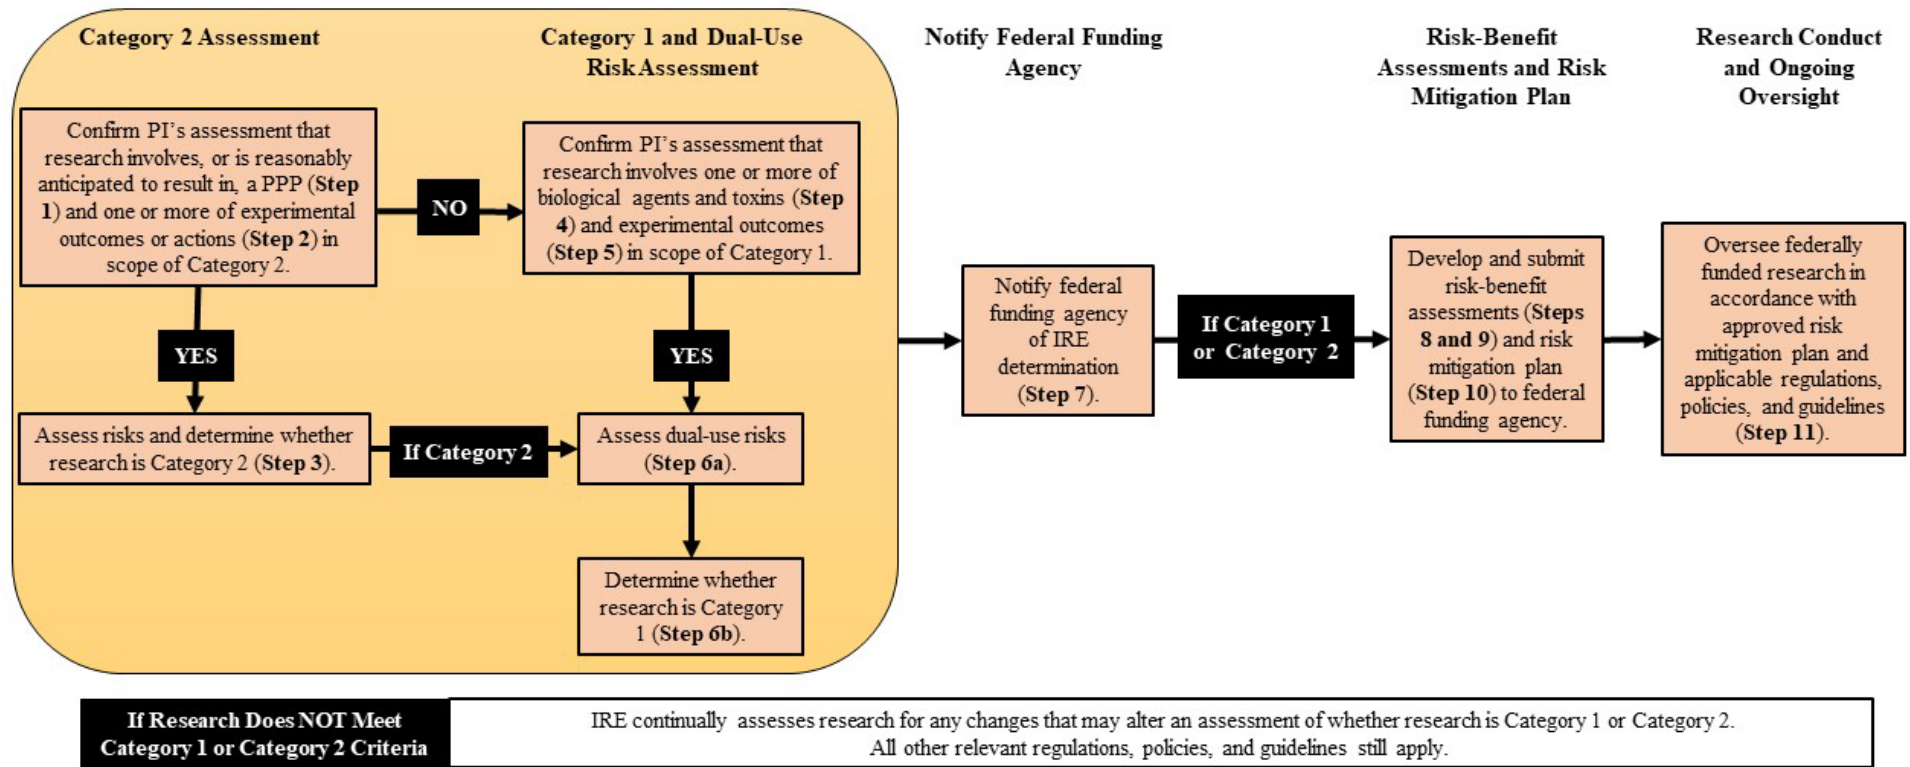 Category 2 Assessment
Category 1 and Dual-Use
Risk Assessment
Notify Federal Funding
Agency
Risk-Benefit
Assessments and Risk
Mitigation Plan
Research Conduct
and Ongoing
Oversight
Confirm PI's assessment that
research involves, or is reasonably
anticipated to result in, a PPP (Step
1) and one or more of experimental
outcomes or actions (Step 2) in
scope of Category 2.
NO
Confirm PI's assessment that
research involves one or more of
biological agents and toxins (Step
4) and experimental outcomes
(Step 5) in scope of Category 1.
YES
YES
Assess risks and determine whether
research is Category 2 (Step 3).
If Category 2
Assess dual-use risks
(Step 6a).
Determine whether
research is Category
1 (Step 6b).
Notify federal
funding agency
of IRE
determination
(Step 7).
If Category 1
or Category 2
Develop and submit
risk-benefit
assessments (Steps
8 and 9) and risk
mitigation plan
(Step 10) to federal
funding agency.
Oversee federally
funded research in
accordance with
approved risk
mitigation plan and
applicable regulations,
policies, and guidelines
(Step 11).
If Research Does NOT Meet
Category 1 or Category 2 Criteria
IRE continually assesses research for any changes that may alter an assessment of whether research is Category 1 or Category 2.
All other relevant regulations, policies, and guidelines still apply.